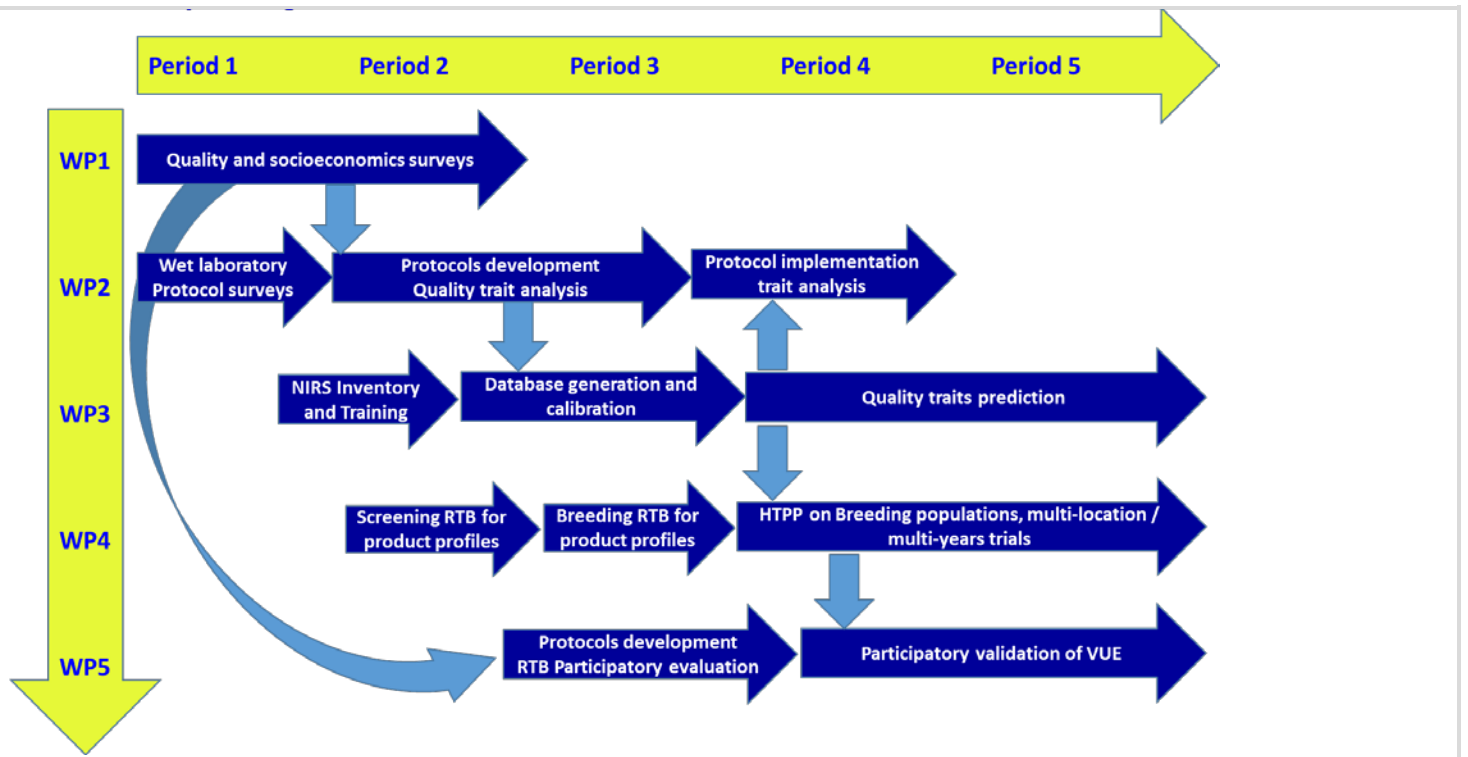 Period 1 Period 2 Period 3 Period 4 Period 5
WP1
Quality and socioeconomics surveys
WP2
Wet laboratory
Protocol surveys
Protocols development
Quality trait analysis
Protocol implementation
trait analysis
WP3
NIRS Inventory
and Training
Database generation and
calibration
Quality traits prediction
WP4
Screening RTB for
product profiles
Breeding RTB for
product profiles
HTPP on Breeding populations, multi-location /
multi-years trials
WP5
Protocols development
RTB Participatory evaluation
Participatory validation of VUE